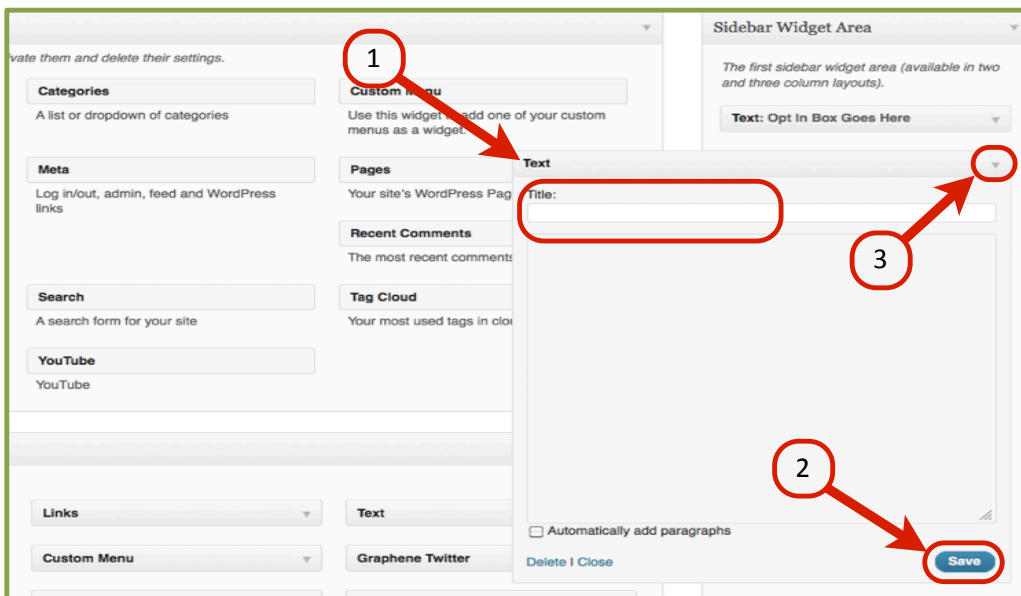 Sidebar Widget Area
vate them and delete their settings.
1
The first sidebar widget area (available in two
and three column layouts).
Categories
Custom Menu
A list or dropdown of categories
Use this widget add one of your custom
menus as a widget.
Text: Opt In Box Goes Here
Meta
Pages
Text
Log in/out, admin, feed and WordPress
links
Your site's WordPress Pag
Title:
Recent Comments
The most recent comments
3
Search
Tag Cloud
A search form for your site
Your most used tags in clou
YouTube
YouTube
2
Links
Text
Automatically add paragraphs
Custom Menu
Graphene Twitter
Delete | Close
Save